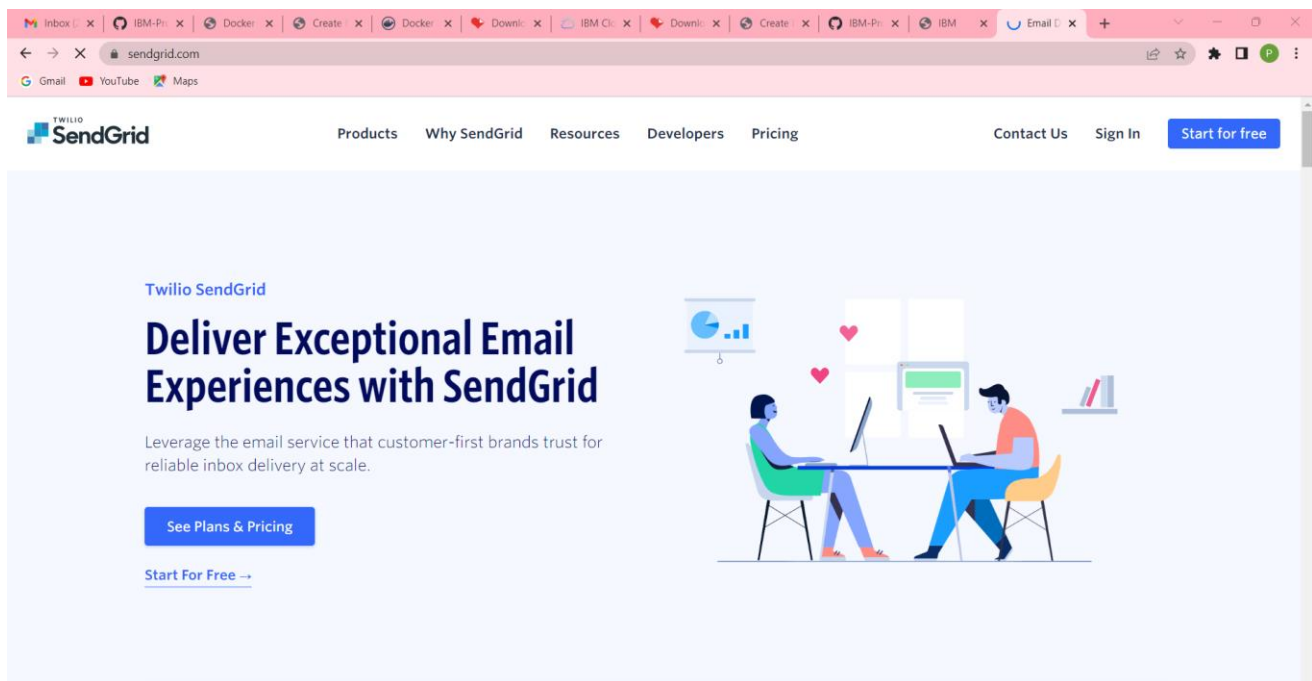 Inbox (
IBM-Pr
Docker
Create
Docker
Downlo
IBM Clo
Downlo
Create
IBM-Pr
IBM
Email D
sendgrid.com
Gmail
YouTube
Maps
P
TWILIO
SendGrid
Products
Why SendGrid
Resources
Developers
Pricing
Contact Us
Sign In
Start for free
Twilio SendGrid
Deliver Exceptional Email
Experiences with SendGrid
Leverage the email service that customer-first brands trust for
reliable inbox delivery at scale.
See Plans & Pricing
Start For Free →